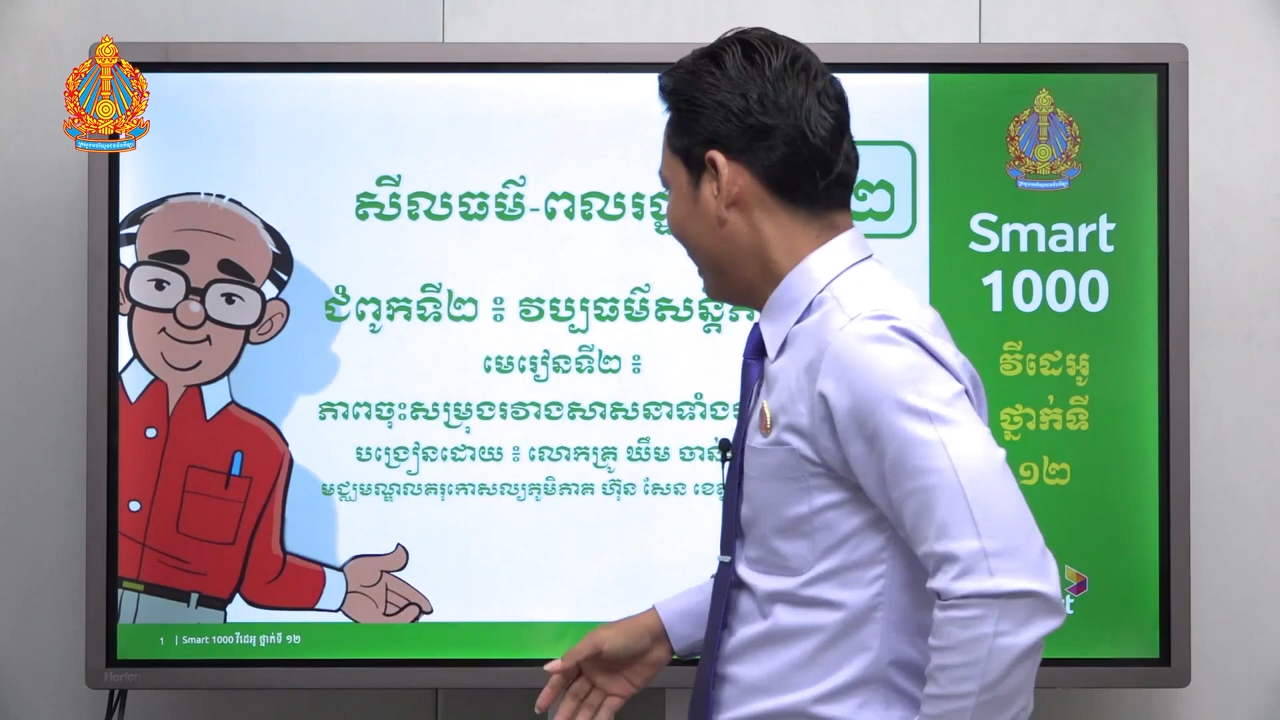 សីលធម៌-ពលរដ្ឋ
ជំពូកទី២ ៖ វប្បធម៌សន្តិភ
មេរៀនទី២ ៖
ភាពចុះសម្រុងរវាងសាសនាទាំង
បង្រៀនដោយ ៖ លោកគ្រូ ឃឹម ចាន់
មជ្ឈមណ្ឌលគរុកោសល្យភូមិភាគ ហ៊ុន សែន ខេត្ត
Smart
1000
វីដេអូ
ថ្នាក់ទី
១២
1 | Smart 1000 វីដេអូ ថ្នាក់ទី ១២